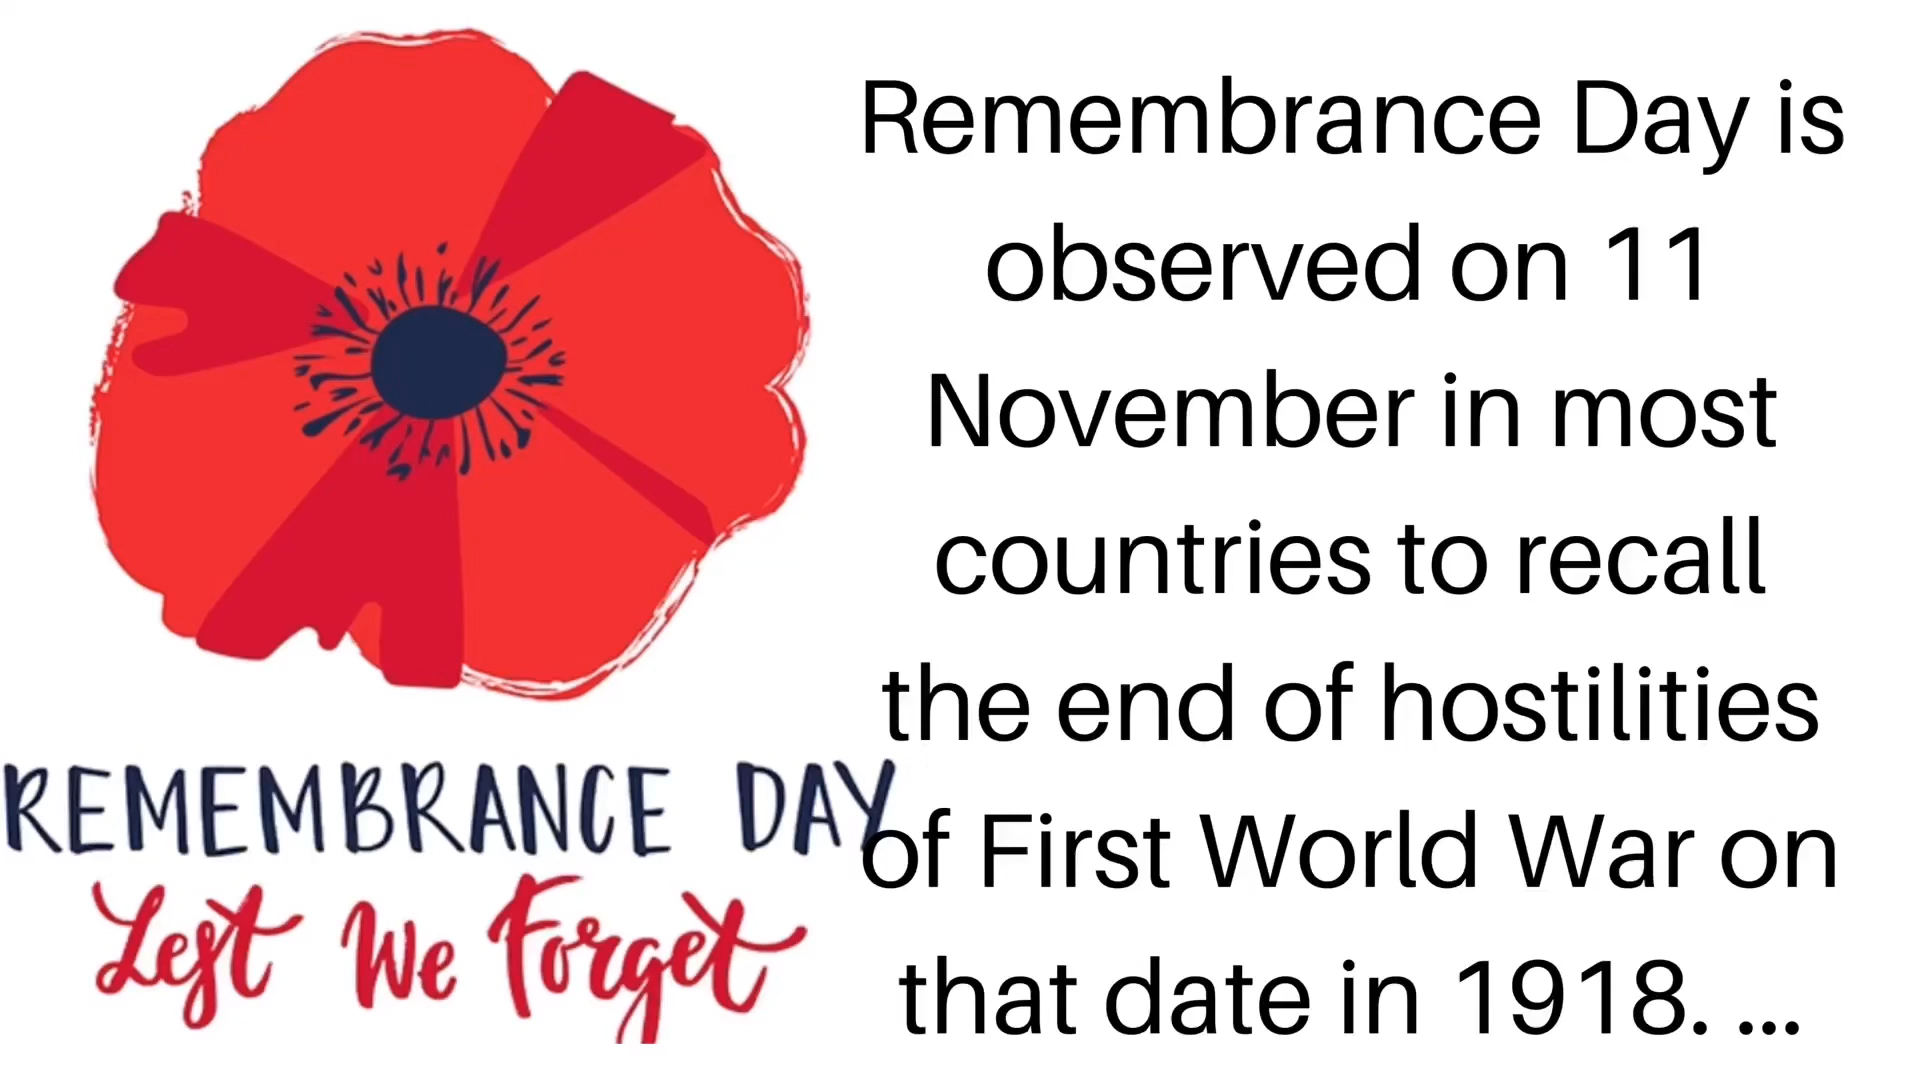 REMEMBRANCE DAY
Lest We Forget
Remembrance Day is
observed on 11
November in most
countries to recall
the end of hostilities
of First World War on
that date in 1918. ...